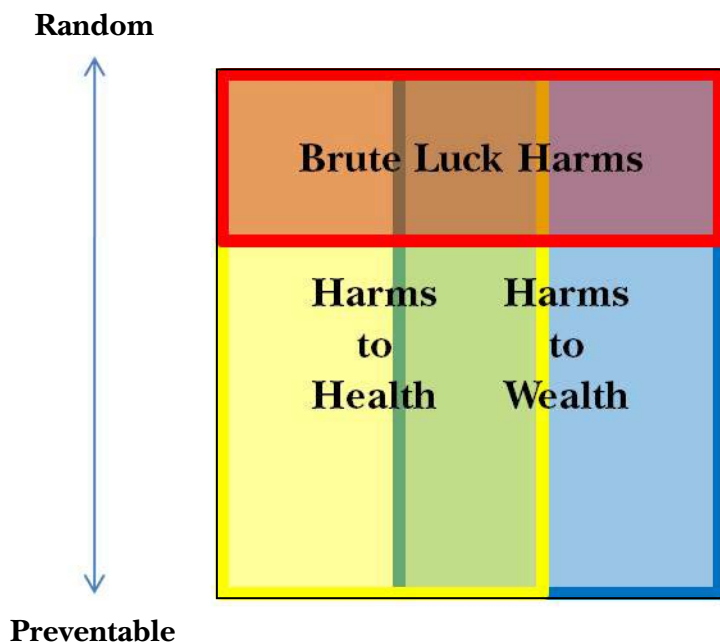 Random
Brute Luck Harms
Harms
to
Health
Harms
to
Wealth
Preventable